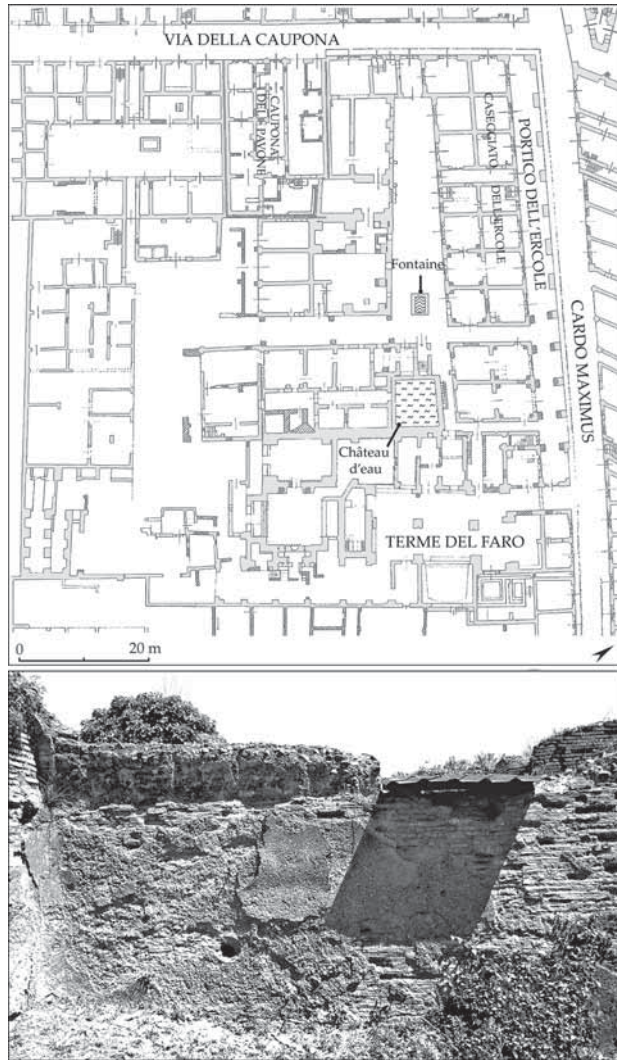 VIA DELLA CAUPONA
CAUPONA
DEL PAVONE
CASEGGIATO
DELL'ERCOLE
PORTICO DELL'ERCOLE
Fontaine
CARDO MAXIMUS
Château
d'eau
TERME DEL FARO
0 20 m